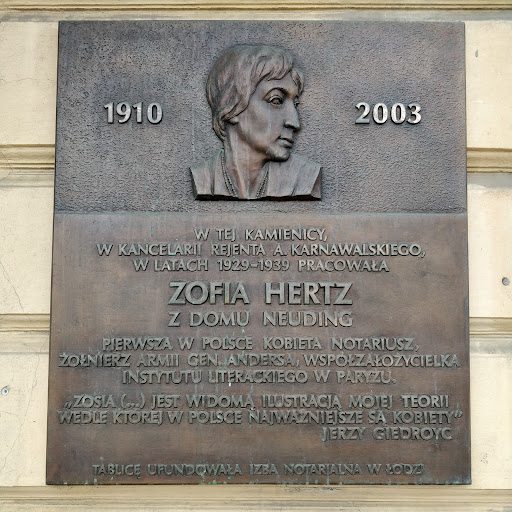 1910 2003
W TEJ KAMIENICY,
W KANCELARII REJENTA A. KARNAWALSKIEGO,
W LATACH 1929-1939 PRACOWAŁA
ZOFIA HERTZ
Z DOMU NEUDING
PIERWSZA W POLSCE KOBIETA NOTARIUSZ,
ŻOŁNIERZ ARMII GEN. ANDERSA, WSPÓŁZAŁOŻYCIELKA
INSTYTUTU LITERACKIEGO W PARYŻU.
„ZOSIA (...) JEST WIDOMĄ ILUSTRACJĄ MOJEJ TEORII,
WEDLE KTÓREJ W POLSCE NAJWAŻNIEJSZE SĄ KOBIETY"
JERZY GIEDROYC
TABLICĘ UFUNDOWAŁA IZBA NOTARIALNA W ŁODZI